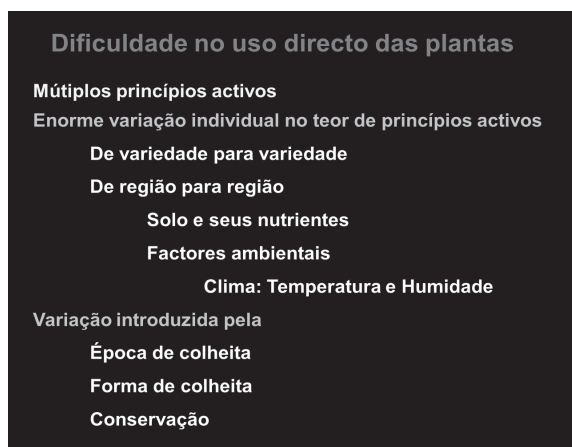 Dificuldade no uso directo das plantas
Mútiplos princípios activos
Enorme variação individual no teor de princípios activos
De variedade para variedade
De região para região
Solo e seus nutrientes
Factores ambientais
Clima: Temperatura e Humidade
Variação introduzida pela
Época de colheita
Forma de colheita
Conservação